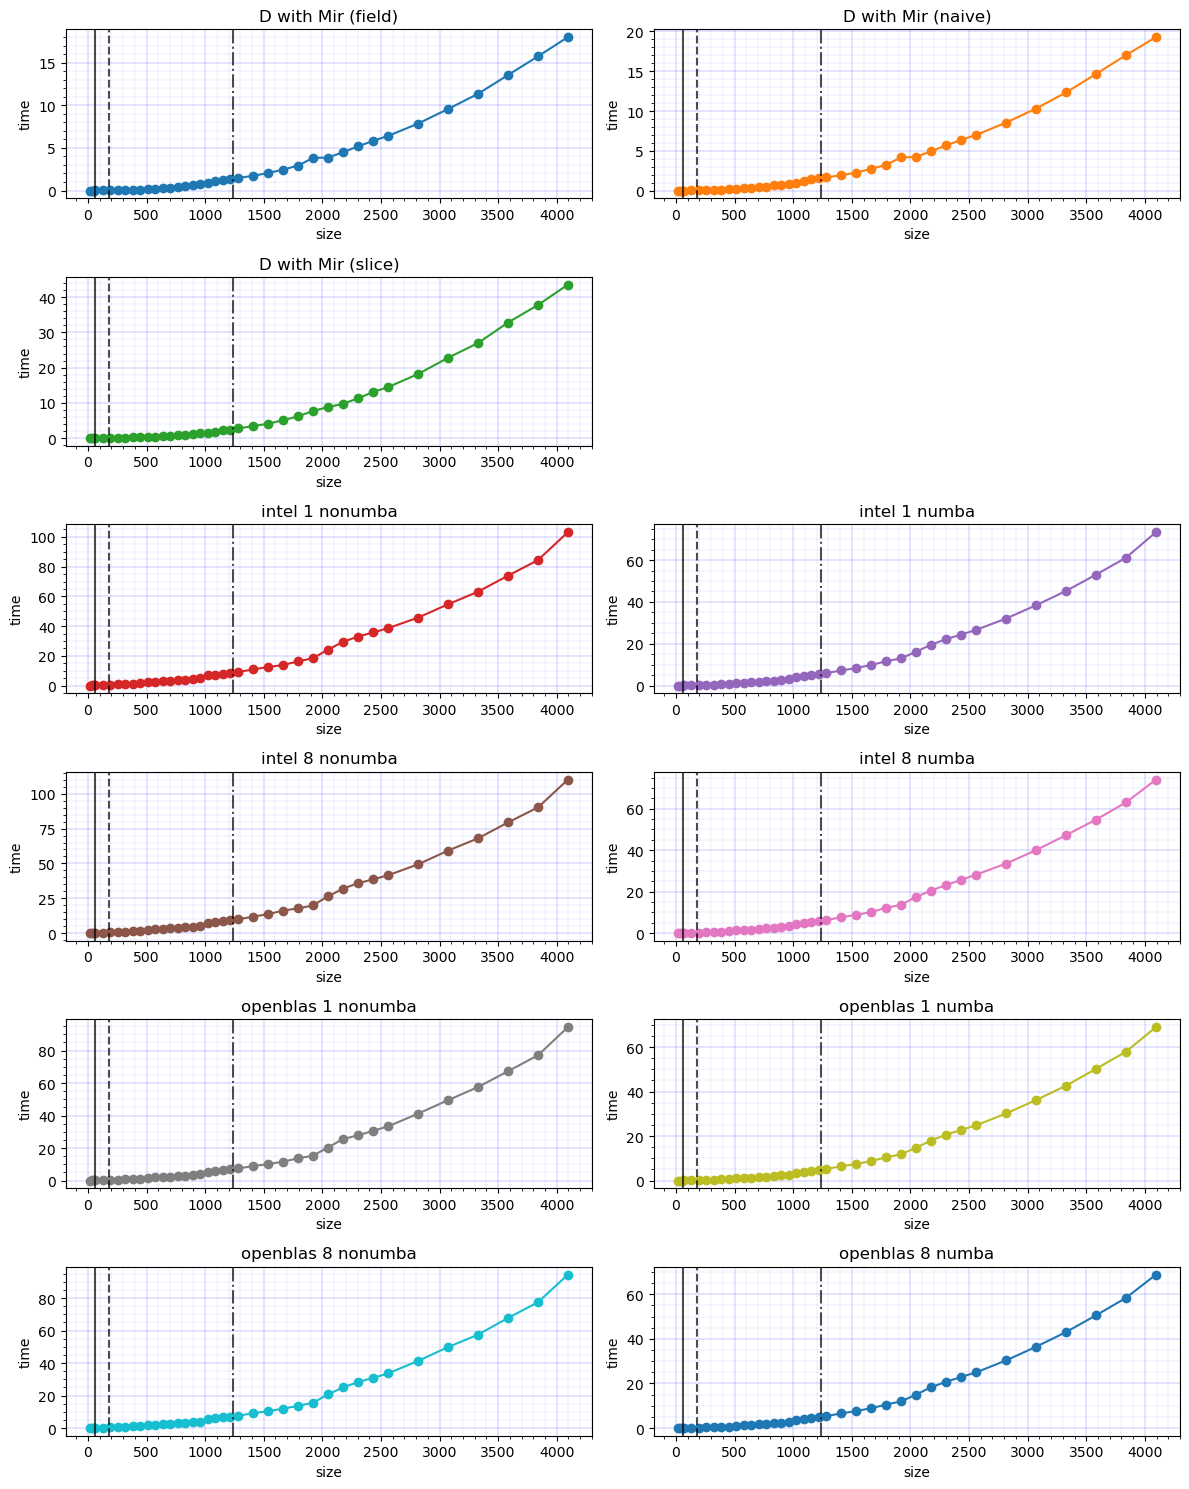 D with Mir (field)
time
15
10
5
0
0 500 1000 1500 2000 2500 3000 3500 4000
size
D with Mir (naive)
time
20
15
10
5
0
0 500 1000 1500 2000 2500 3000 3500 4000
size
D with Mir (slice)
time
40
30
20
10
0
0 500 1000 1500 2000 2500 3000 3500 4000
size
intel 1 nonumba
time
100
80
60
40
20
0
0 500 1000 1500 2000 2500 3000 3500 4000
size
intel 1 numba
time
60
40
20
0
0 500 1000 1500 2000 2500 3000 3500 4000
size
intel 8 nonumba
time
100
75
50
25
0
0 500 1000 1500 2000 2500 3000 3500 4000
size
intel 8 numba
time
60
40
20
0
0 500 1000 1500 2000 2500 3000 3500 4000
size
openblas 1 nonumba
time
80
60
40
20
0
0 500 1000 1500 2000 2500 3000 3500 4000
size
openblas 1 numba
time
60
40
20
0
0 500 1000 1500 2000 2500 3000 3500 4000
size
openblas 8 nonumba
time
80
60
40
20
0
0 500 1000 1500 2000 2500 3000 3500 4000
size
openblas 8 numba
time
60
40
20
0
0 500 1000 1500 2000 2500 3000 3500 4000
size